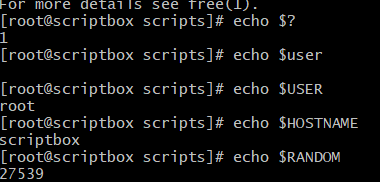 For more details see free(1).
[root@scriptbox scripts]# echo $?
1
[root@scriptbox scripts]# echo $user

[root@scriptbox scripts]# echo $USER
root
[root@scriptbox scripts]# echo $HOSTNAME
scriptbox
[root@scriptbox scripts]# echo $RANDOM
27539